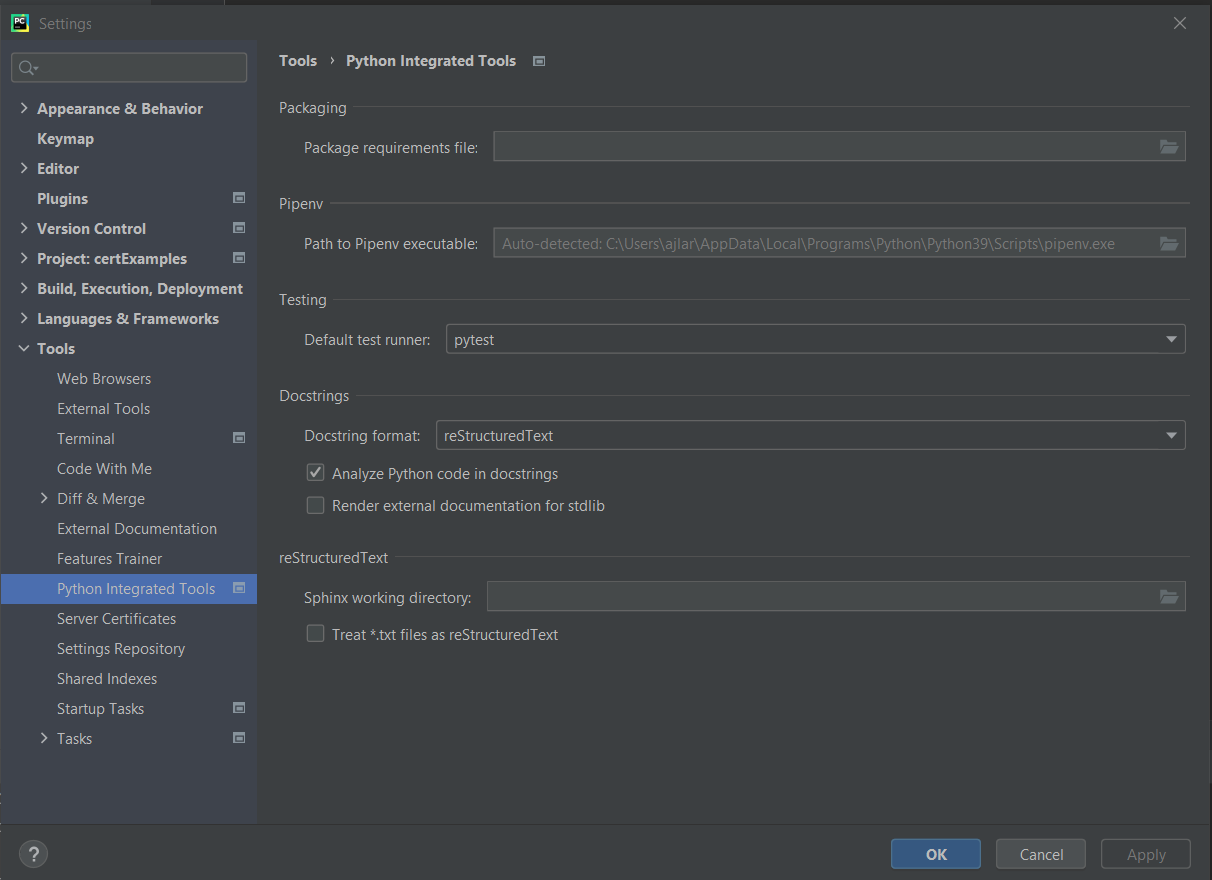 PC
Settings
Appearance & Behavior
Keymap
Editor
Plugins
Version Control
Project: certExamples
Build, Execution, Deployment
Languages & Frameworks
Tools
Web Browsers
External Tools
Terminal
Code With Me
Diff & Merge
External Documentation
Features Trainer
Python Integrated Tools
Server Certificates
Settings Repository
Shared Indexes
Startup Tasks
Tasks
Tools › Python Integrated Tools
Packaging
Package requirements file:
Pipenv
Path to Pipenv executable: Auto-detected: C:\Users\ajlar\AppData\Local\Programs\Python\Python39\Scripts\pipenv.exe
Testing
Default test runner: pytest
Docstrings
Docstring format: reStructuredText
Analyze Python code in docstrings
Render external documentation for stdlib
reStructuredText
Sphinx working directory:
Treat *.txt files as reStructuredText
? OK Cancel Apply